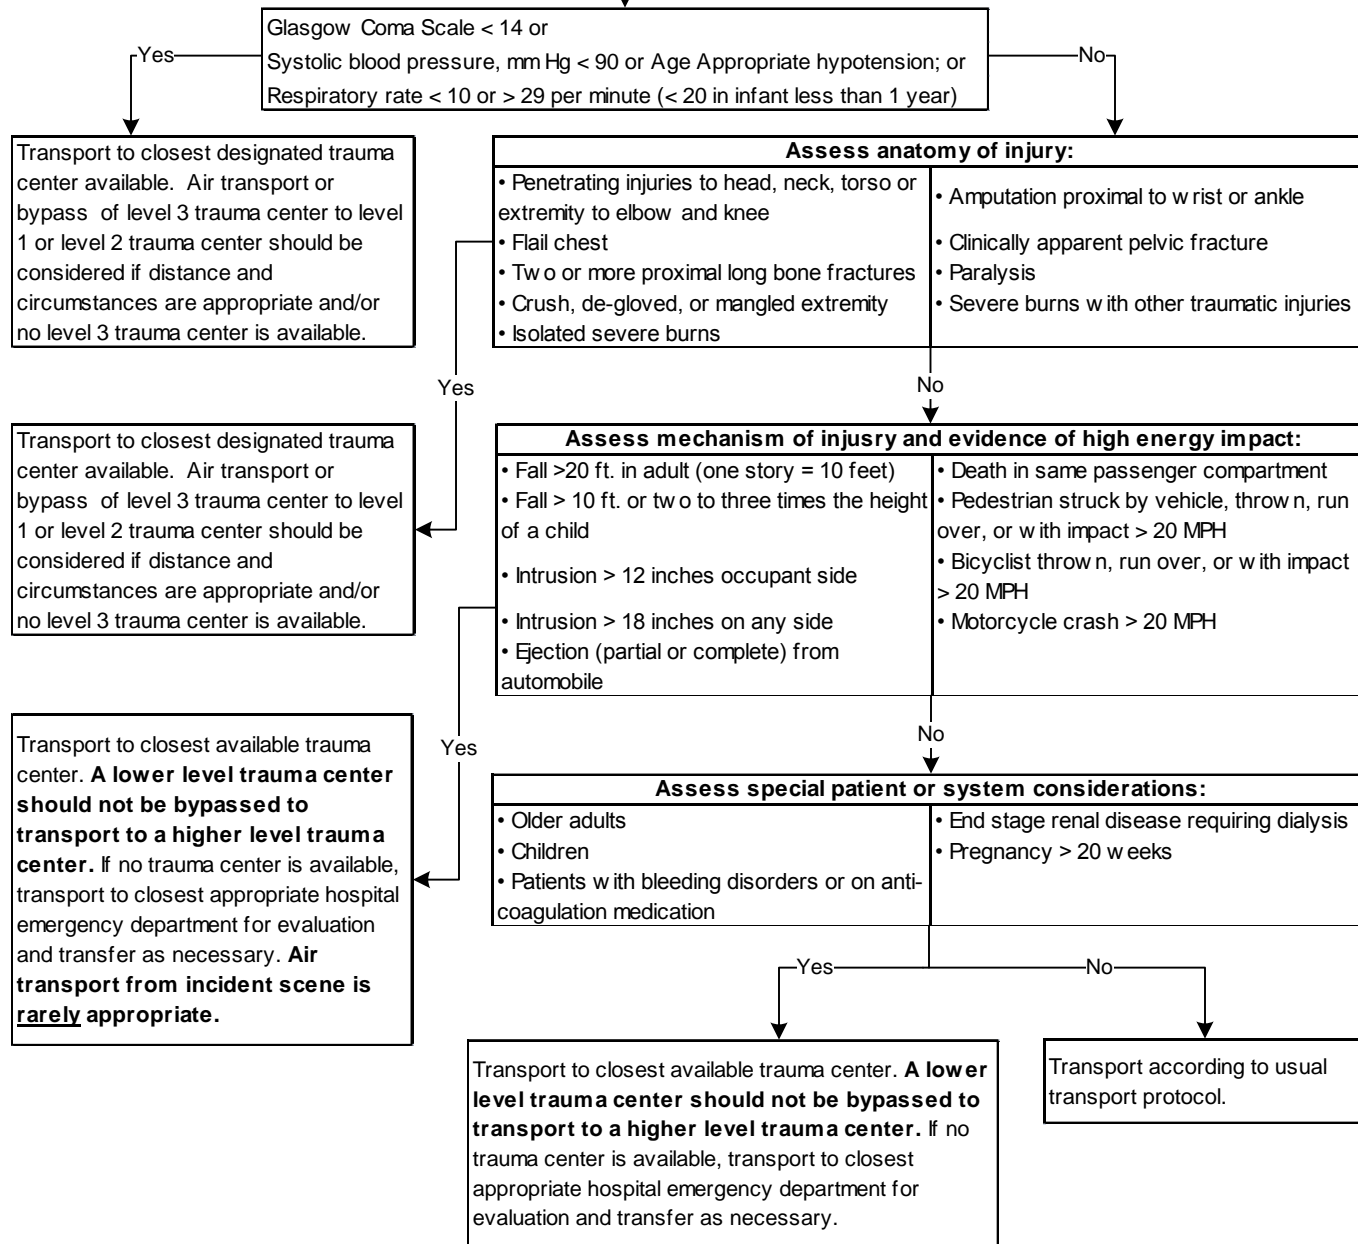 Glasgow Coma Scale < 14 or
Systolic blood pressure, mm Hg < 90 or Age Appropriate hypotension; or
Respiratory rate < 10 or > 29 per minute (< 20 in infant less than 1 year)
Yes
No
Transport to closest designated trauma
center available. Air transport or
bypass of level 3 trauma center to level
1 or level 2 trauma center should be
considered if distance and
circumstances are appropriate and/or
no level 3 trauma center is available.
Assess anatomy of injury:
• Penetrating injuries to head, neck, torso or
extremity to elbow and knee
• Flail chest
• Two or more proximal long bone fractures
• Crush, de-gloved, or mangled extremity
• Isolated severe burns
• Amputation proximal to wrist or ankle
• Clinically apparent pelvic fracture
• Paralysis
• Severe burns with other traumatic injuries
Yes
No
Transport to closest designated trauma
center available. Air transport or
bypass of level 3 trauma center to level
1 or level 2 trauma center should be
considered if distance and
circumstances are appropriate and/or
no level 3 trauma center is available.
Assess mechanism of injusry and evidence of high energy impact:
• Fall >20 ft. in adult (one story = 10 feet)
• Fall > 10 ft. or two to three times the height
of a child
• Intrusion > 12 inches occupant side
• Intrusion > 18 inches on any side
• Ejection (partial or complete) from
automobile
• Death in same passenger compartment
• Pedestrian struck by vehicle, thrown, run
over, or with impact > 20 MPH
• Bicyclist thrown, run over, or with impact
> 20 MPH
• Motorcycle crash > 20 MPH
Yes
No
Transport to closest available trauma
center. A lower level trauma center
should not be bypassed to
transport to a higher level trauma
center. If no trauma center is available,
transport to closest appropriate hospital
emergency department for evaluation
and transfer as necessary. Air
transport from incident scene is
rarely appropriate.
Assess special patient or system considerations:
• Older adults
• Children
• Patients with bleeding disorders or on anti-
coagulation medication
• End stage renal disease requiring dialysis
• Pregnancy > 20 weeks
Yes
No
Transport to closest available trauma center. A lower
level trauma center should not be bypassed to
transport to a higher level trauma center. If no
trauma center is available, transport to closest
appropriate hospital emergency department for
evaluation and transfer as necessary.
Transport according to usual
transport protocol.